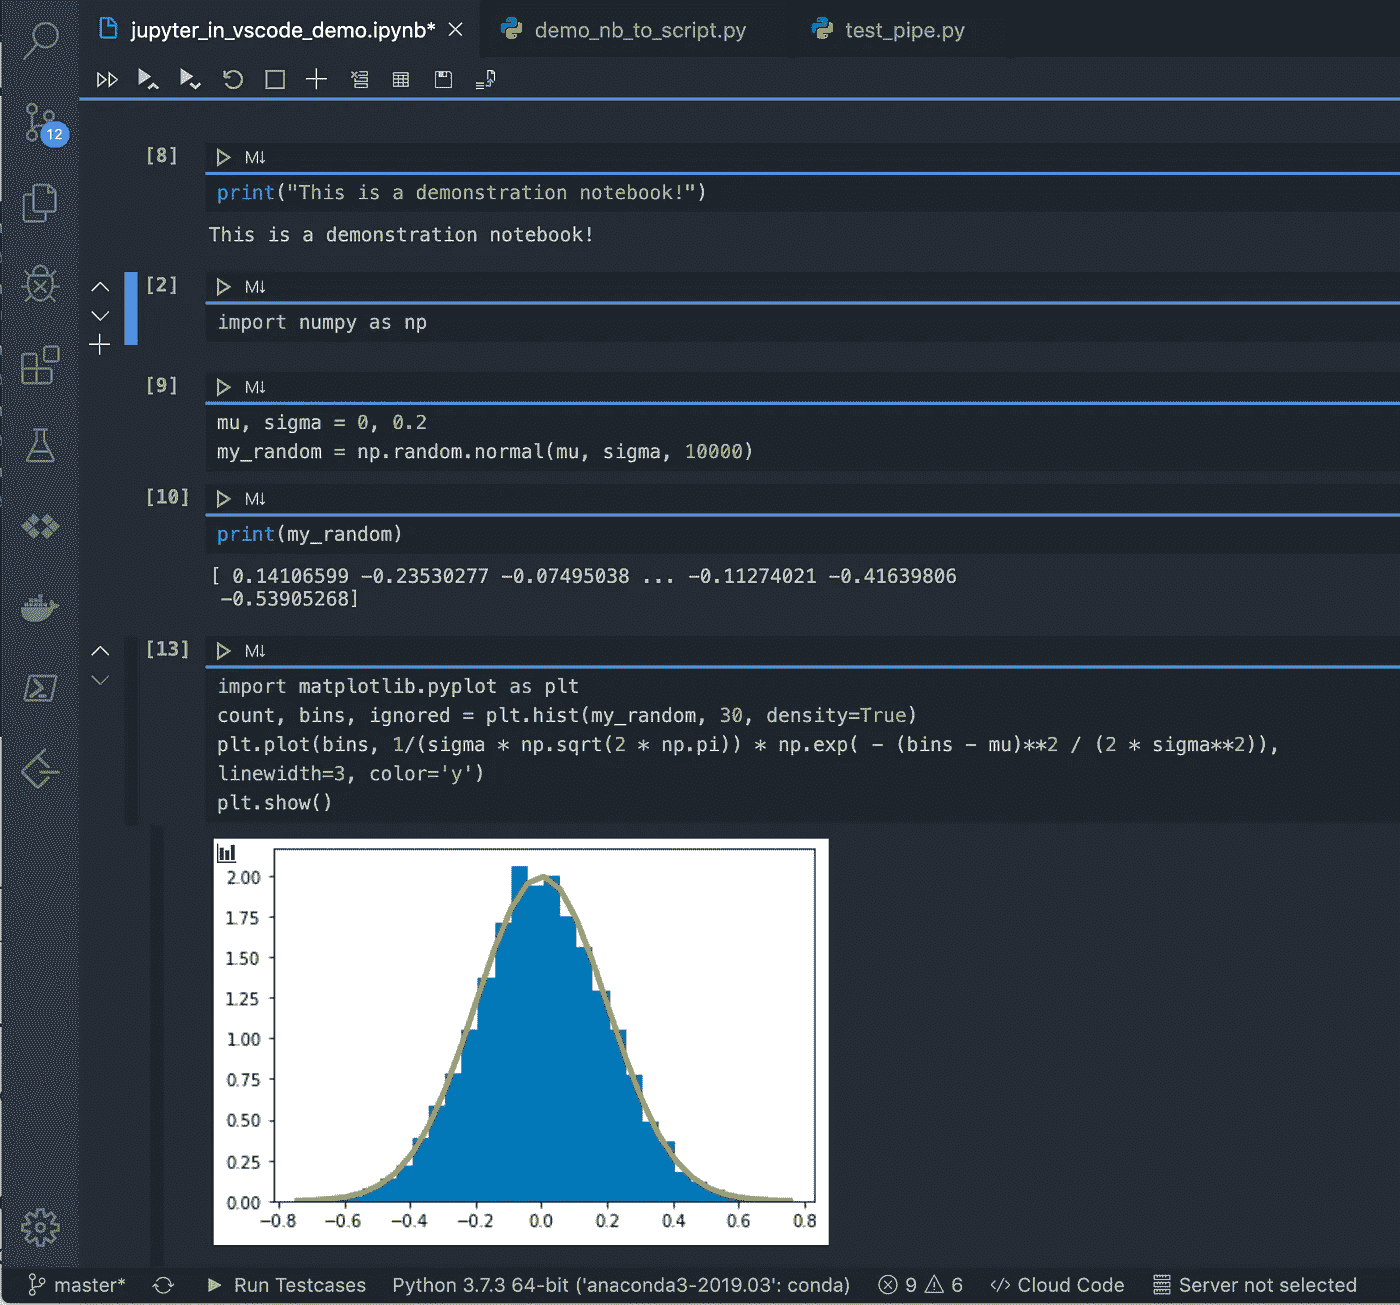 jupyter_in_vscode_demo.ipynb*
demo_nb_to_script.py
test_pipe.py
12
[8]
M↓
print("This is a demonstration notebook!")
This is a demonstration notebook!
[2]
M↓
import numpy as np
[9]
M↓
mu, sigma = 0, 0.2
my_random = np.random.normal(mu, sigma, 10000)
[10]
M↓
print(my_random)
[ 0.14106599 -0.23530277 -0.07495038 ... -0.11274021 -0.41639806
-0.53905268]
[13]
M↓
import matplotlib.pyplot as plt
count, bins, ignored = plt.hist(my_random, 30, density=True)
plt.plot(bins, 1/(sigma * np.sqrt(2 * np.pi)) * np.exp( - (bins - mu)**2 / (2 * sigma**2)),
linewidth=3, color='y')
plt.show()
2.00
1.75
1.50
1.25
1.00
0.75
0.50
0.25
0.00
−0.8 −0.6 −0.4 −0.2 0.0 0.2 0.4 0.6 0.8
master* Run Testcases Python 3.7.3 64-bit ('anaconda3-2019.03': conda) 9 6 </> Cloud Code Server not selected